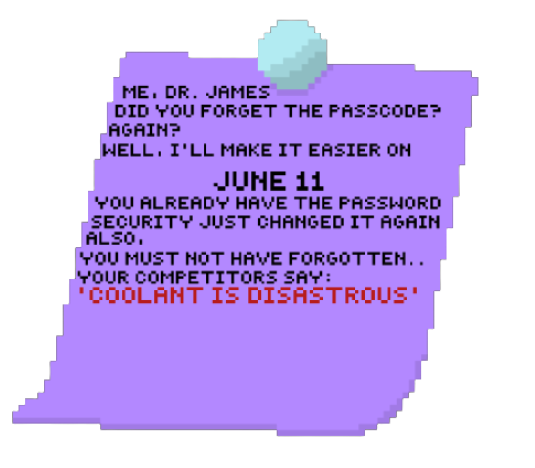 ME, DR. JAMES
DID YOU FORGET THE PASSCODE?
AGAIN?
WELL, I'LL MAKE IT EASIER ON
JUNE 11
YOU ALREADY HAVE THE PASSWORD
SECURITY JUST CHANGED IT AGAIN
ALSO,
YOU MUST NOT HAVE FORGOTTEN..
YOUR COMPETITORS SAY:
'COOLANT IS DISASTROUS'